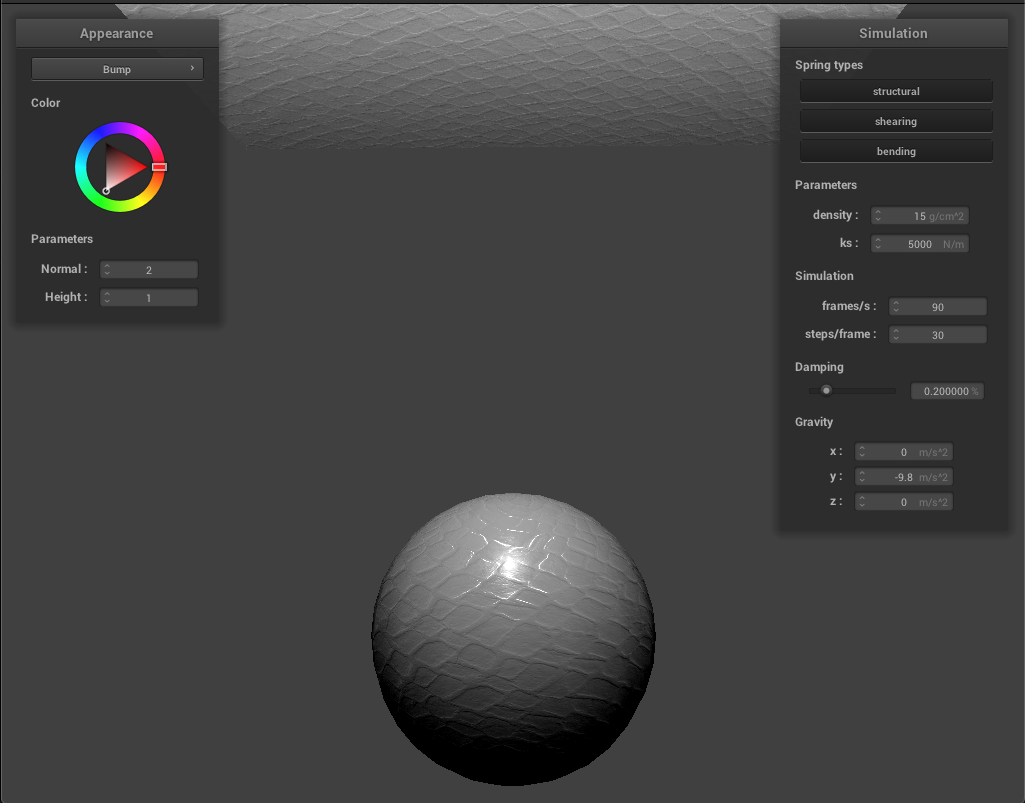 Appearance
Bump
Color
Parameters
Normal : 2
Height : 1
Simulation
Spring types
structural
shearing
bending
Parameters
density : 15 g/cm^2
ks : 5000 N/m
Simulation
frames/s : 90
steps/frame : 30
Damping
0.200000 %
Gravity
x : 0 m/s^2
y : -9.8 m/s^2
z : 0 m/s^2